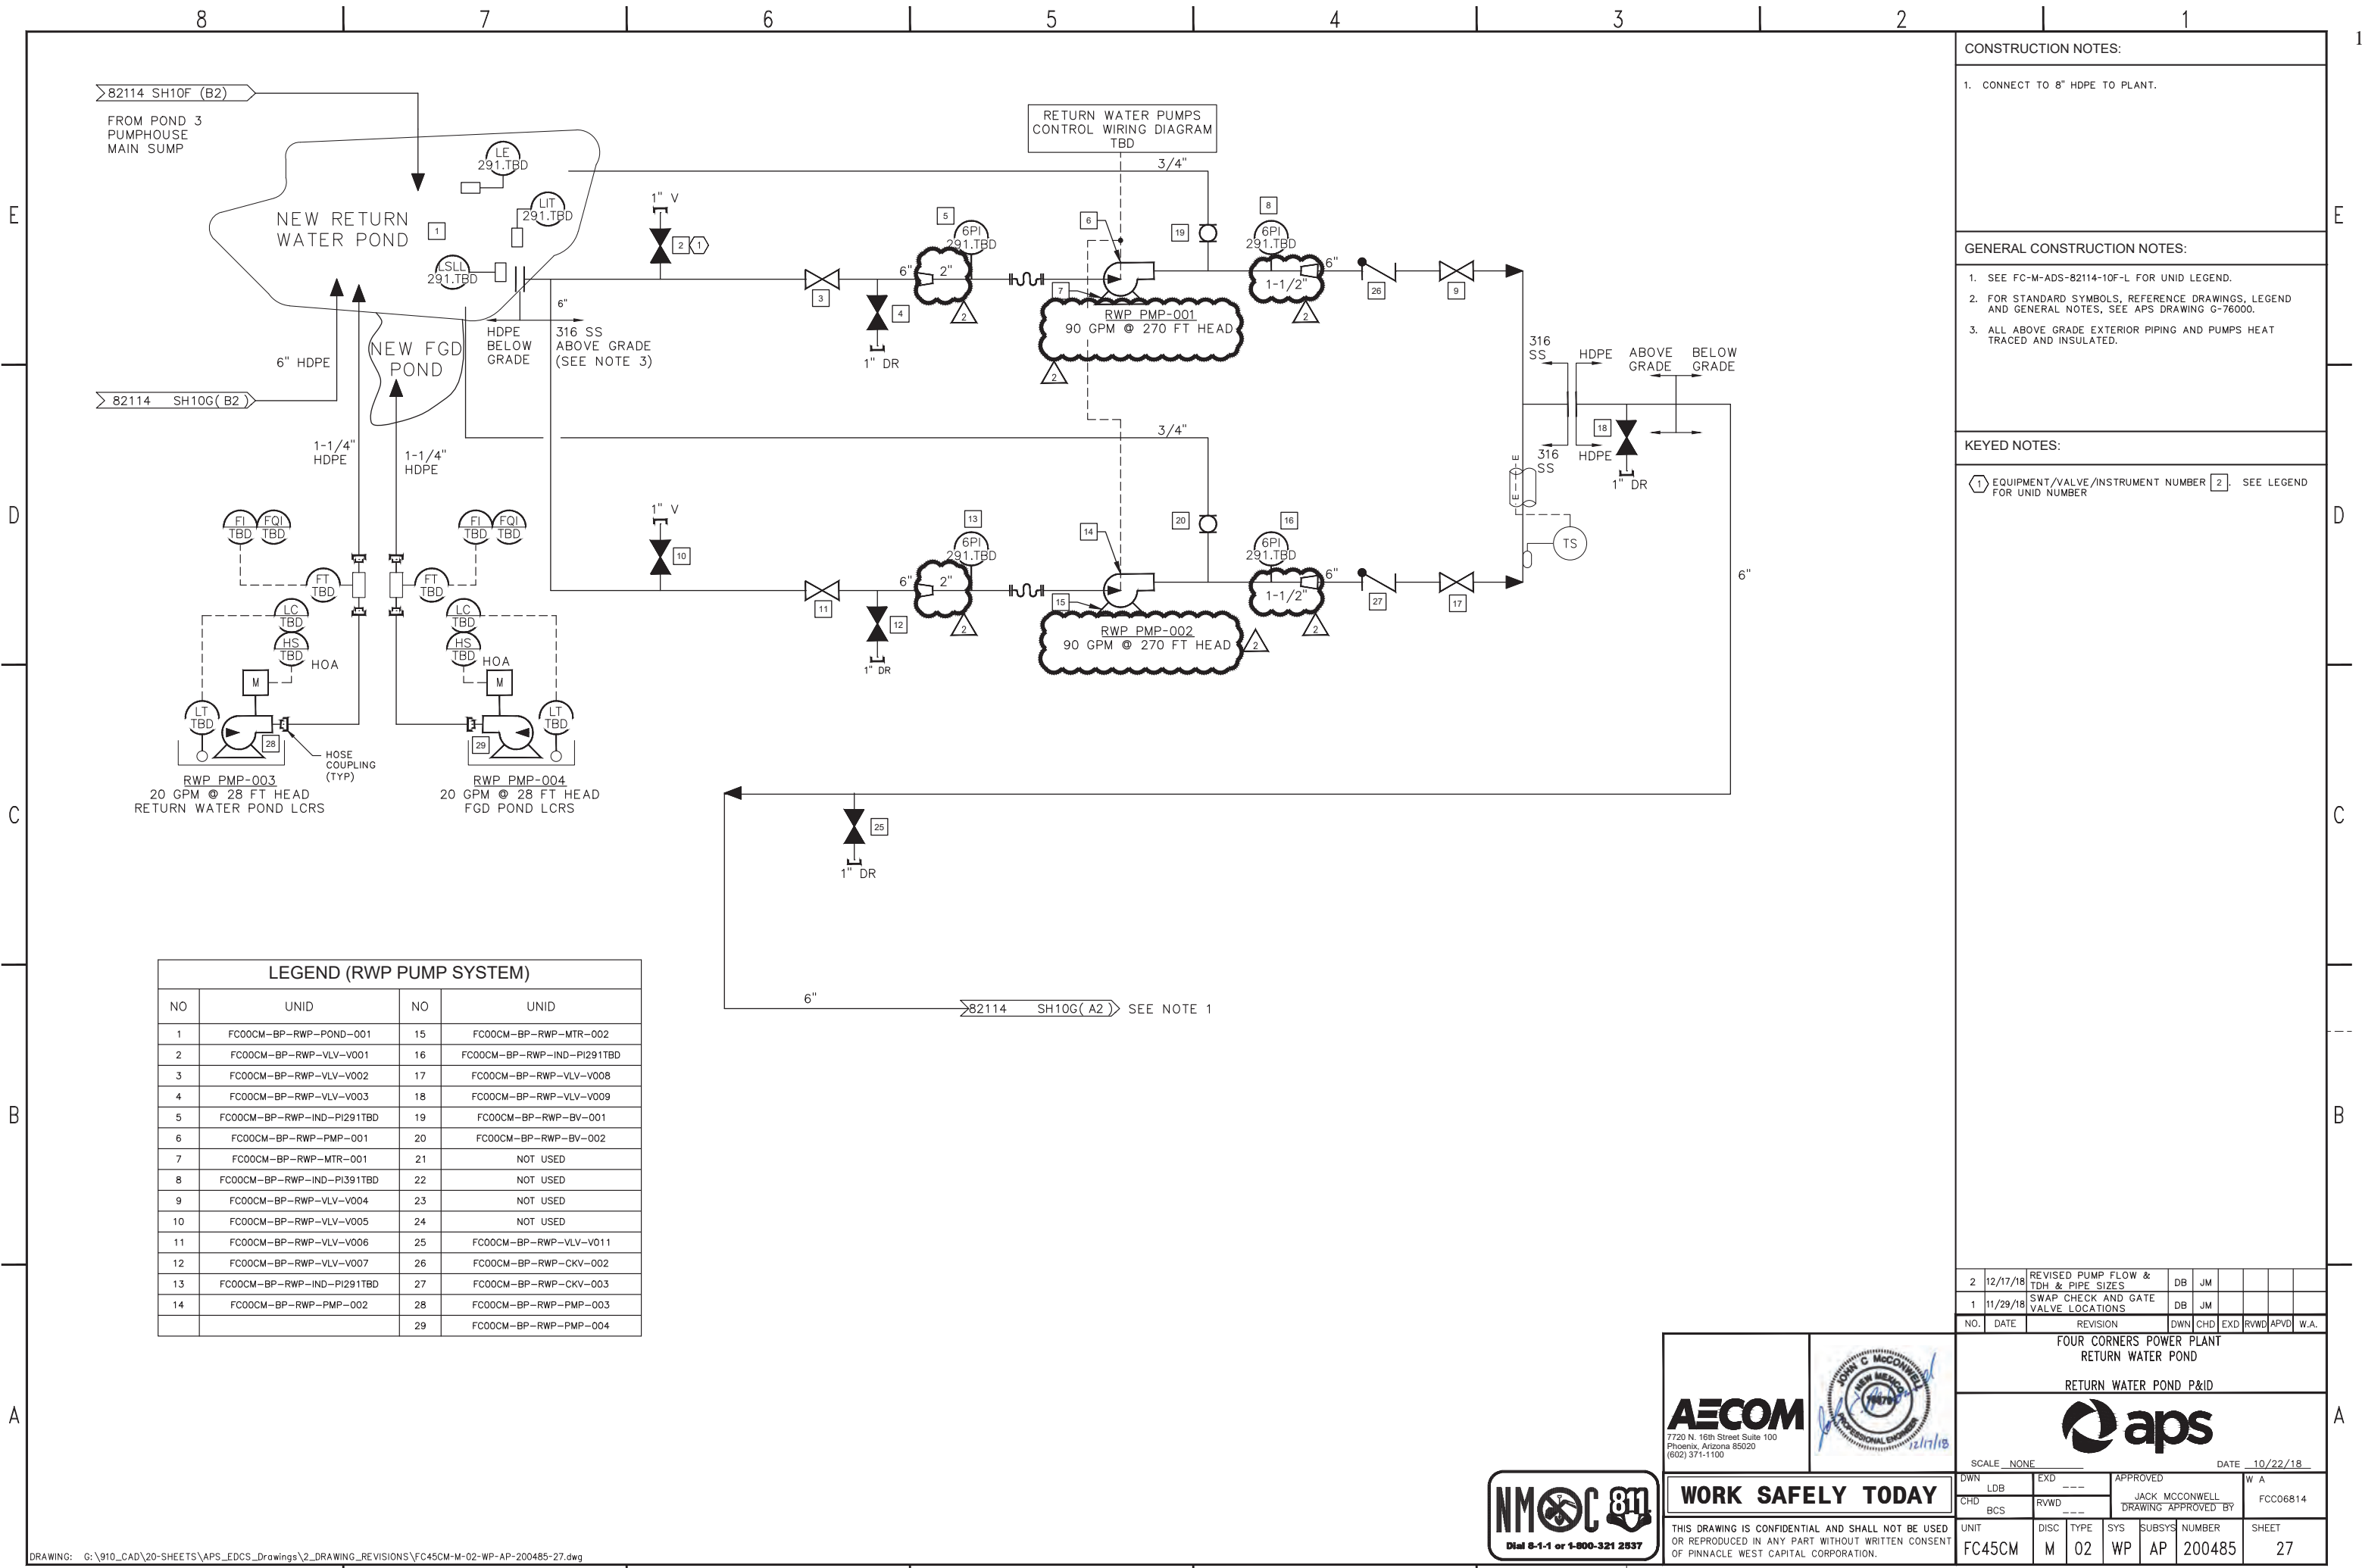 8 7 6 5 4 3 2 1
1
E
D
C
B
A
E
D
C
B
A
82114 SH10F (B2)
FROM POND 3
PUMPHOUSE
MAIN SUMP
NEW RETURN
WATER POND
1
LE
291.TBD
LIT
291.TBD
LSLL
291.TBD
NEW FGD
POND
6" HDPE
82114 SH10G( B2 )
HDPE
BELOW
GRADE
6"
316 SS
ABOVE GRADE
(SEE NOTE 3)
1" V
2 1
3
4
1" DR
5
6PI
291.TBD
6" 2"
2
RETURN WATER PUMPS
CONTROL WIRING DIAGRAM
TBD
3/4"
6
7
RWP PMP-001
90 GPM @ 270 FT HEAD
2
19
8
6PI
291.TBD
6"
1-1/2"
2
26
9
316
SS
HDPE
ABOVE
GRADE
BELOW
GRADE
18
316
SS
HDPE
1" DR
E
E
TS
6"
3/4"
1" V
10
11
12
1" DR
13
6PI
291.TBD
6" 2"
2
14
15
RWP PMP-002
90 GPM @ 270 FT HEAD
2
20
16
6PI
291.TBD
6"
1-1/2"
2
27
17
1-1/4"
HDPE
1-1/4"
HDPE
FI
TBD
FQI
TBD
FI
TBD
FQI
TBD
FT
TBD
FT
TBD
LC
TBD
LC
TBD
HS
TBD
HOA
HS
TBD
HOA
M
M
LT
TBD
LT
TBD
28
29
HOSE
COUPLING
(TYP)
RWP PMP-003
20 GPM @ 28 FT HEAD
RETURN WATER POND LCRS
RWP PMP-004
20 GPM @ 28 FT HEAD
FGD POND LCRS
25
1" DR
6"
82114 SH10G( A2 ) SEE NOTE 1
LEGEND (RWP PUMP SYSTEM)
NO UNID NO UNID
1 FC00CM-BP-RWP-POND-001 15 FC00CM-BP-RWP-MTR-002
2 FC00CM-BP-RWP-VLV-V001 16 FC00CM-BP-RWP-IND-PI291TBD
3 FC00CM-BP-RWP-VLV-V002 17 FC00CM-BP-RWP-VLV-V008
4 FC00CM-BP-RWP-VLV-V003 18 FC00CM-BP-RWP-VLV-V009
5 FC00CM-BP-RWP-IND-PI291TBD 19 FC00CM-BP-RWP-BV-001
6 FC00CM-BP-RWP-PMP-001 20 FC00CM-BP-RWP-BV-002
7 FC00CM-BP-RWP-MTR-001 21 NOT USED
8 FC00CM-BP-RWP-IND-PI391TBD 22 NOT USED
9 FC00CM-BP-RWP-VLV-V004 23 NOT USED
10 FC00CM-BP-RWP-VLV-V005 24 NOT USED
11 FC00CM-BP-RWP-VLV-V006 25 FC00CM-BP-RWP-VLV-V011
12 FC00CM-BP-RWP-VLV-V007 26 FC00CM-BP-RWP-CKV-002
13 FC00CM-BP-RWP-IND-PI291TBD 27 FC00CM-BP-RWP-CKV-003
14 FC00CM-BP-RWP-PMP-002 28 FC00CM-BP-RWP-PMP-003
29 FC00CM-BP-RWP-PMP-004
CONSTRUCTION NOTES:
1. CONNECT TO 8" HDPE TO PLANT.
GENERAL CONSTRUCTION NOTES:
1. SEE FC-M-ADS-82114-10F-L FOR UNID LEGEND.
2. FOR STANDARD SYMBOLS, REFERENCE DRAWINGS, LEGEND
AND GENERAL NOTES, SEE APS DRAWING G-76000.
3. ALL ABOVE GRADE EXTERIOR PIPING AND PUMPS HEAT
TRACED AND INSULATED.
KEYED NOTES:
1 EQUIPMENT/VALVE/INSTRUMENT NUMBER 2 . SEE LEGEND
FOR UNID NUMBER
2 12/17/18 REVISED PUMP FLOW &
TDH & PIPE SIZES DB JM
1 11/29/18 SWAP CHECK AND GATE
VALVE LOCATIONS DB JM
NO. DATE REVISION DWN CHD EXD RVWD APVD W.A.
FOUR CORNERS POWER PLANT
RETURN WATER POND
RETURN WATER POND P&ID
aps
SCALE NONE DATE 10/22/18
DWN LDB EXD --- APPROVED W A
CHD BCS RVWD --- JACK MCCONWELL FCC06814
DRAWING APPROVED BY
UNIT DISC TYPE SYS SUBSYS NUMBER SHEET
FC45CM M 02 WP AP 200485 27
AECOM
7720 N. 16th Street Suite 100
Phoenix, Arizona 85020
(602) 371-1100
JOHN C McCONWELL
NEW MEXICO
PROFESSIONAL ENGINEER
12/17/18
WORK SAFELY TODAY
THIS DRAWING IS CONFIDENTIAL AND SHALL NOT BE USED
OR REPRODUCED IN ANY PART WITHOUT WRITTEN CONSENT
OF PINNACLE WEST CAPITAL CORPORATION.
NM C 811
Dial 8-1-1 or 1-800-321 2537
DRAWING: G:\910_CAD\20-SHEETS\APS_EDCS_Drawings\2_DRAWING_REVISIONS\FC45CM-M-02-WP-AP-200485-27.dwg